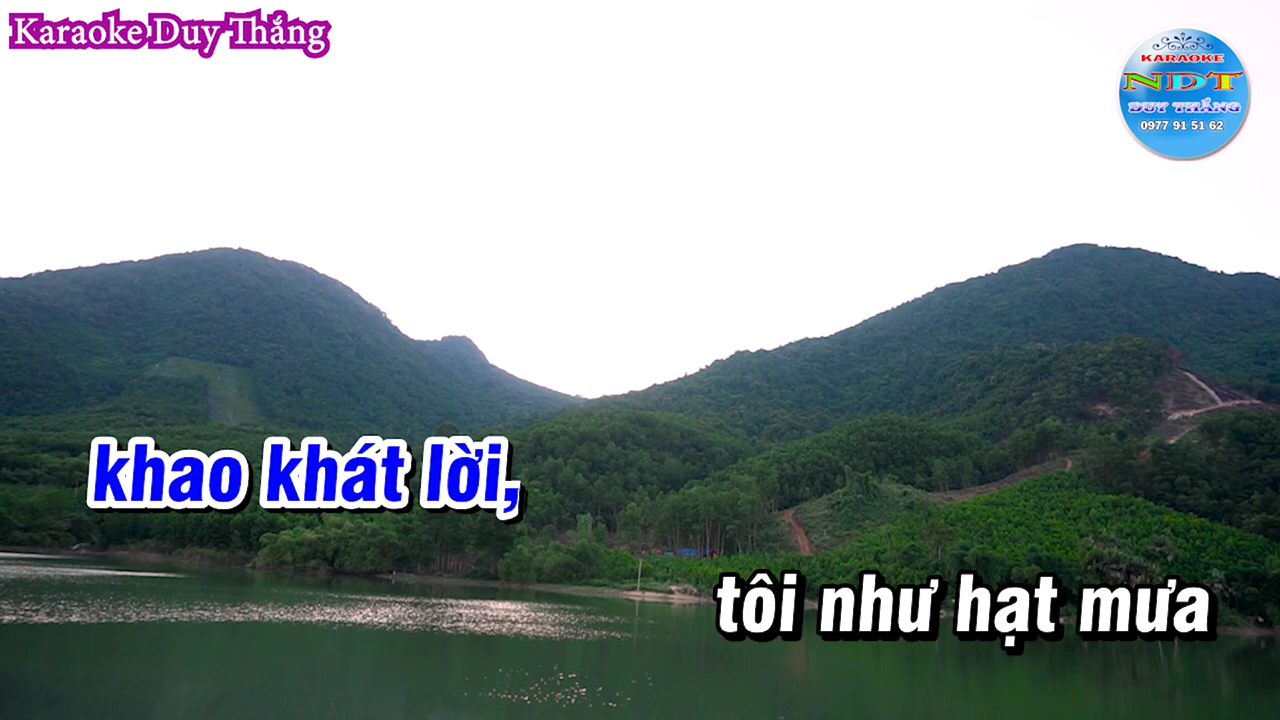 Karaoke Duy Thắng
KARAOKE
NDT
DUY THẮNG
0977 91 51 62
khao khát lời,
tôi như hạt mưa